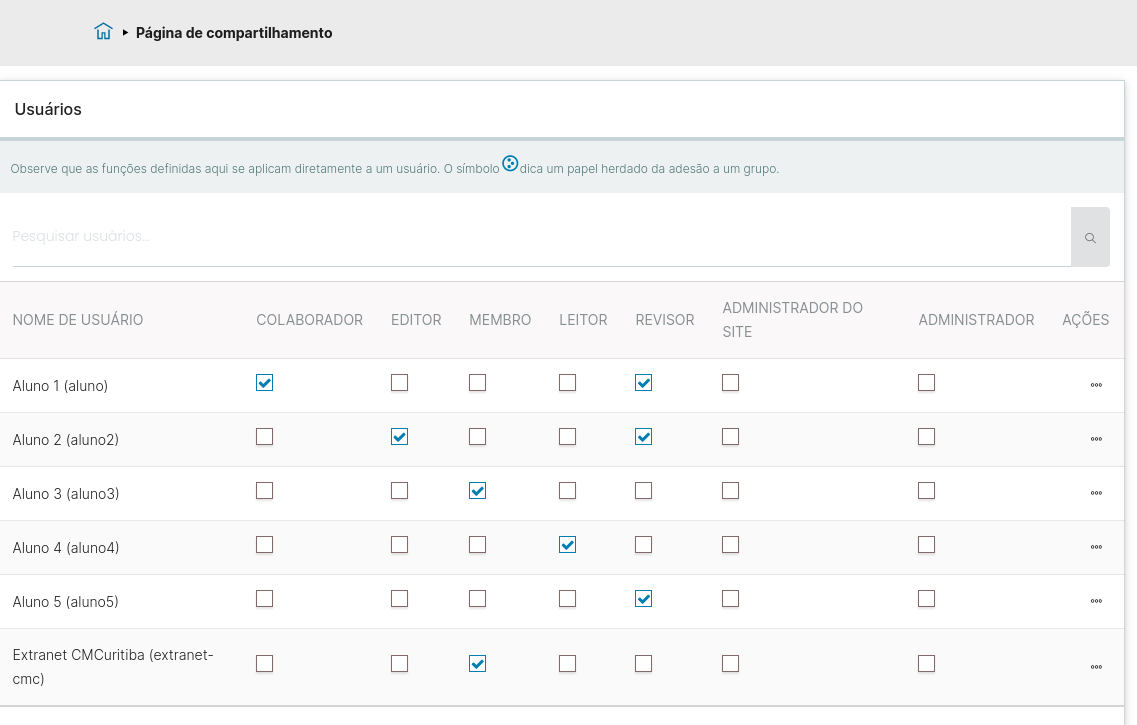 Página de compartilhamento
Usuários
Observe que as funções definidas aqui se aplicam diretamente a um usuário. O símbolo dica um papel herdado da adesão a um grupo.
Pesquisar usuários...
NOME DE USUÁRIO COLABORADOR EDITOR MEMBRO LEITOR REVISOR ADMINISTRADOR DO SITE ADMINISTRADOR AÇÕES
Aluno 1 (aluno)
Aluno 2 (aluno2)
Aluno 3 (aluno3)
Aluno 4 (aluno4)
Aluno 5 (aluno5)
Extranet CMCuritiba (extranet-
cmc)